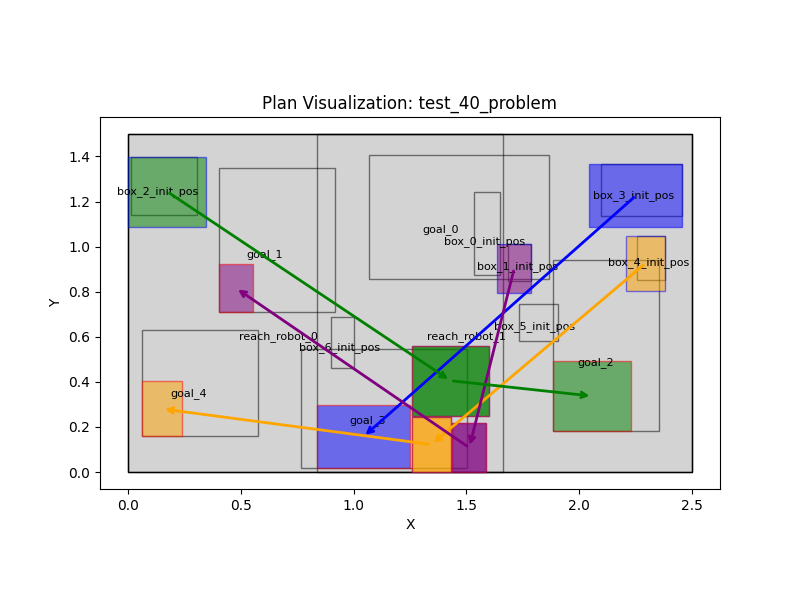 Plan Visualization: test_40_problem
Y
1.4
1.2
1.0
0.8
0.6
0.4
0.2
0.0
box_2_init_pos
box_3_init_pos
goal_0
box_0_init_pos
goal_1
box_1_init_pos
box_4_init_pos
reach_robot_0
reach_robot_1
box_5_init_pos
box_6_init_pos
goal_2
goal_4
goal_3
0.0 0.5 1.0 1.5 2.0 2.5
X